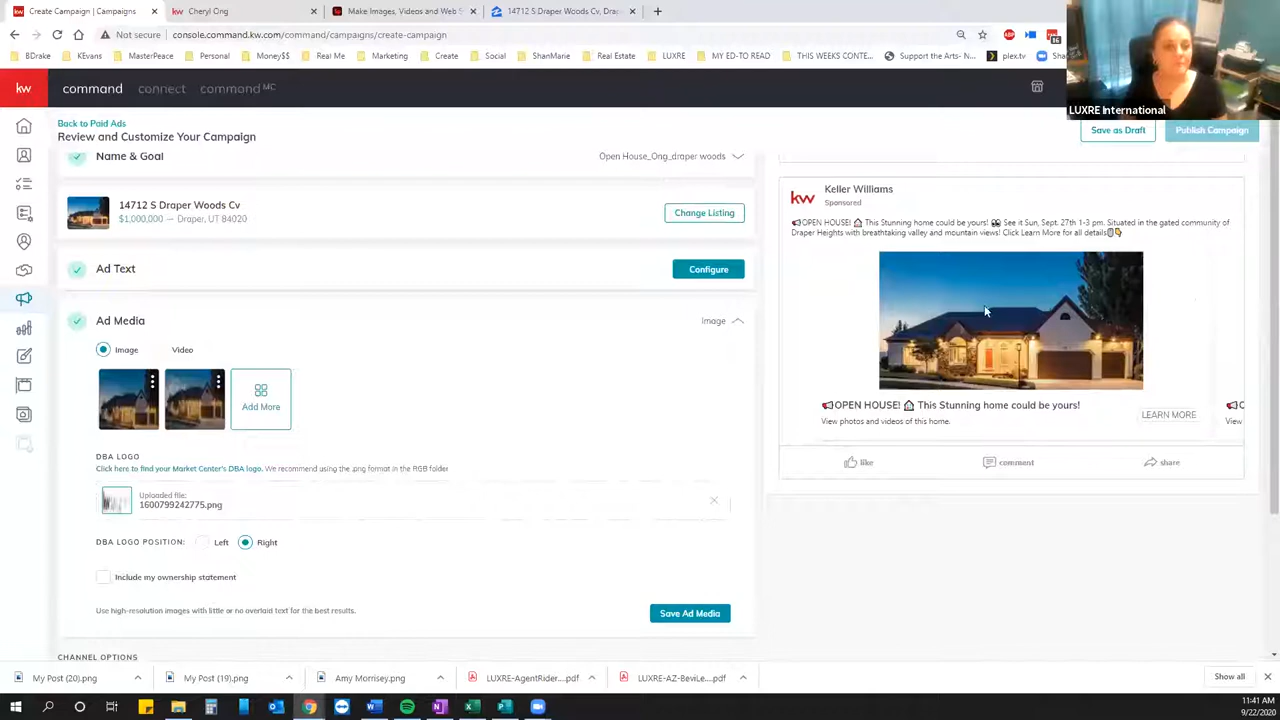 Create Campaign | Campaigns | Command
Cheryl Ong
Make Images, Videos and Web S
14712 S Draper Woods Cv, Drape
Not secure
console.command.kw.com/command/campaigns/create-campaign
BDrake
KEvans
MasterPeace
Personal
Money$$
Real Me
Marketing
Create
Social
ShanMarie
Real Estate
LUXRE
MY ED-TO READ
THIS WEEKS CONTE...
Support the Arts- N...
plex.tv
LUXRE International
kw
command
connect
command MC
Back to Paid Ads
Review and Customize Your Campaign
Save as Draft
Publish Campaign
Name & Goal
Open House_Ong_draper woods
14712 S Draper Woods Cv
$1,000,000 — Draper, UT 84020
Change Listing
Ad Text
Configure
Ad Media
Image
Image
Video
Add More
DBA LOGO
Click here to find your Market Center's DBA logo. We recommend using the .png format in the RGB folder
Uploaded file:
1600799242775.png
DBA LOGO POSITION:
Left
Right
Include my ownership statement
Use high-resolution images with little or no overlaid text for the best results.
Save Ad Media
CHANNEL OPTIONS
kw
Keller Williams
Sponsored
📢OPEN HOUSE! 🏠 This Stunning home could be yours! 👀 See it Sun, Sept. 27th 1-3 pm. Situated in the gated community of
Draper Heights with breathtaking valley and mountain views! Click Learn More for all details
📢OPEN HOUSE! 🏠 This Stunning home could be yours!
View photos and videos of this home.
LEARN MORE
View
like
comment
share
My Post (20).png
My Post (19).png
Amy Morrisey.png
LUXRE-AgentRider....pdf
LUXRE-AZ-BeviLe....pdf
Show all
11:41 AM
9/22/2020